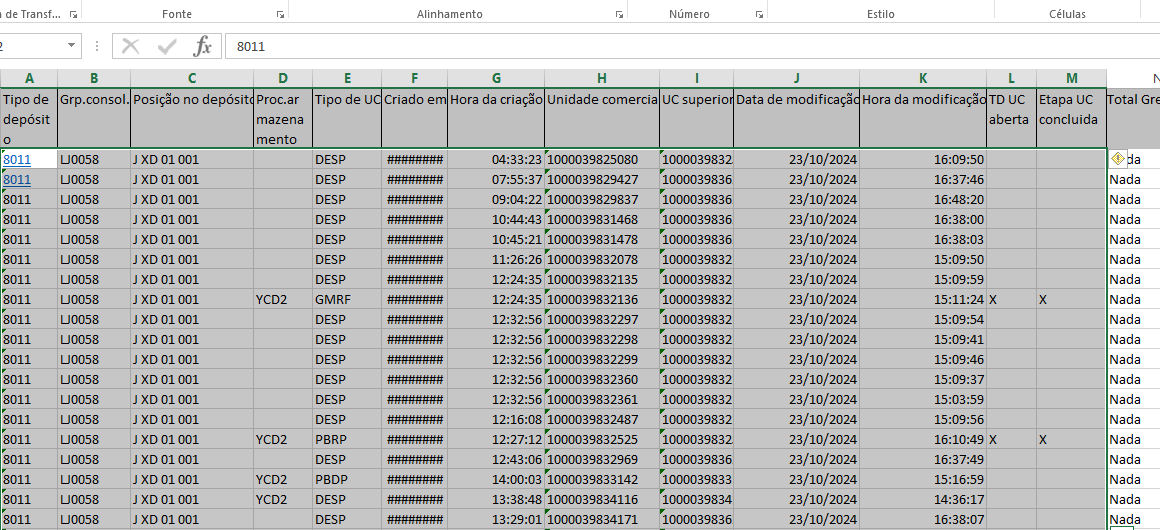 de Transf... Fonte Alinhamento Número Estilo Células
2 fx 8011
A B C D E F G H I J K L M N
Tipo de depósito Grp.consol. Posição no depósito Proc.armazenamento Tipo de UC Criado em Hora da criação Unidade comercia UC superior Data de modificação Hora da modificação TD UC aberta Etapa UC concluida Total Gre
8011 LJ0058 J XD 01 001 DESP ######## 04:33:23 1000039825080 1000039832 23/10/2024 16:09:50 da
8011 LJ0058 J XD 01 001 DESP ######## 07:55:37 1000039829427 1000039836 23/10/2024 16:37:46 Nada
8011 LJ0058 J XD 01 001 DESP ######## 09:04:22 1000039829837 1000039836 23/10/2024 16:48:20 Nada
8011 LJ0058 J XD 01 001 DESP ######## 10:44:43 1000039831468 1000039836 23/10/2024 16:38:00 Nada
8011 LJ0058 J XD 01 001 DESP ######## 10:45:21 1000039831478 1000039836 23/10/2024 16:38:03 Nada
8011 LJ0058 J XD 01 001 DESP ######## 11:26:26 1000039832078 1000039832 23/10/2024 15:09:50 Nada
8011 LJ0058 J XD 01 001 DESP ######## 12:24:35 1000039832135 1000039832 23/10/2024 15:09:59 Nada
8011 LJ0058 J XD 01 001 YCD2 GMRF ######## 12:24:35 1000039832136 1000039832 23/10/2024 15:11:24 X X Nada
8011 LJ0058 J XD 01 001 DESP ######## 12:32:56 1000039832297 1000039832 23/10/2024 15:09:54 Nada
8011 LJ0058 J XD 01 001 DESP ######## 12:32:56 1000039832298 1000039832 23/10/2024 15:09:41 Nada
8011 LJ0058 J XD 01 001 DESP ######## 12:32:56 1000039832299 1000039832 23/10/2024 15:09:46 Nada
8011 LJ0058 J XD 01 001 DESP ######## 12:32:56 1000039832360 1000039832 23/10/2024 15:09:37 Nada
8011 LJ0058 J XD 01 001 DESP ######## 12:32:56 1000039832361 1000039832 23/10/2024 15:03:59 Nada
8011 LJ0058 J XD 01 001 DESP ######## 12:16:08 1000039832487 1000039832 23/10/2024 15:09:56 Nada
8011 LJ0058 J XD 01 001 YCD2 PBRP ######## 12:27:12 1000039832525 1000039832 23/10/2024 16:10:49 X X Nada
8011 LJ0058 J XD 01 001 DESP ######## 12:43:06 1000039832969 1000039836 23/10/2024 16:37:49 Nada
8011 LJ0058 J XD 01 001 YCD2 PBDP ######## 14:00:03 1000039833142 1000039833 23/10/2024 15:16:59 Nada
8011 LJ0058 J XD 01 001 YCD2 DESP ######## 13:38:48 1000039834116 1000039834 23/10/2024 14:36:17 Nada
8011 LJ0058 J XD 01 001 DESP ######## 13:29:01 1000039834171 1000039836 23/10/2024 16:38:07 Nada